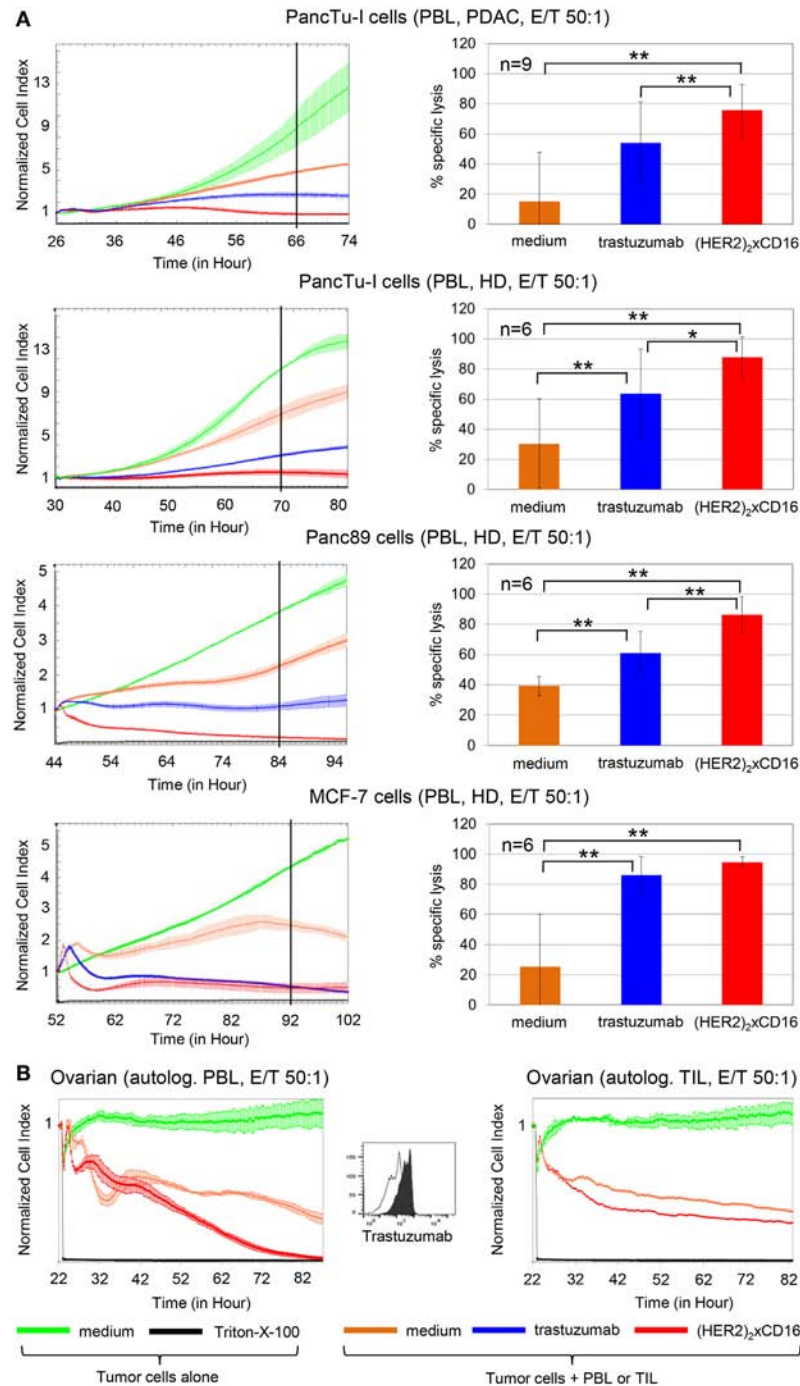 A
PancTu-I cells (PBL, PDAC, E/T 50:1)
Normalized Cell Index
13
9
5
1
26 36 46 56 66 74
Time (in Hour)
% specific lysis
120
100
80
60
40
20
0
n=9
**
**
medium trastuzumab (HER2)₂xCD16
PancTu-I cells (PBL, HD, E/T 50:1)
Normalized Cell Index
13
9
5
1
30 40 50 60 70 80
Time (in Hour)
% specific lysis
120
100
80
60
40
20
0
n=6
**
**
*
medium trastuzumab (HER2)₂xCD16
Panc89 cells (PBL, HD, E/T 50:1)
Normalized Cell Index
5
4
3
2
1
44 54 64 74 84 94
Time (in Hour)
% specific lysis
120
100
80
60
40
20
0
n=6
**
**
**
medium trastuzumab (HER2)₂xCD16
MCF-7 cells (PBL, HD, E/T 50:1)
Normalized Cell Index
5
4
3
2
1
52 62 72 82 92 102
Time (in Hour)
% specific lysis
120
100
80
60
40
20
0
n=6
**
**
medium trastuzumab (HER2)₂xCD16
B
Ovarian (autolog. PBL, E/T 50:1)
Normalized Cell Index
1
22 32 42 52 62 72 82
Time (in Hour)
150
100
50
0
Trastuzumab
Ovarian (autolog. TIL, E/T 50:1)
Normalized Cell Index
1
22 32 42 52 62 72 82
Time (in Hour)
medium Triton-X-100 medium trastuzumab (HER2)₂xCD16
Tumor cells alone Tumor cells + PBL or TIL